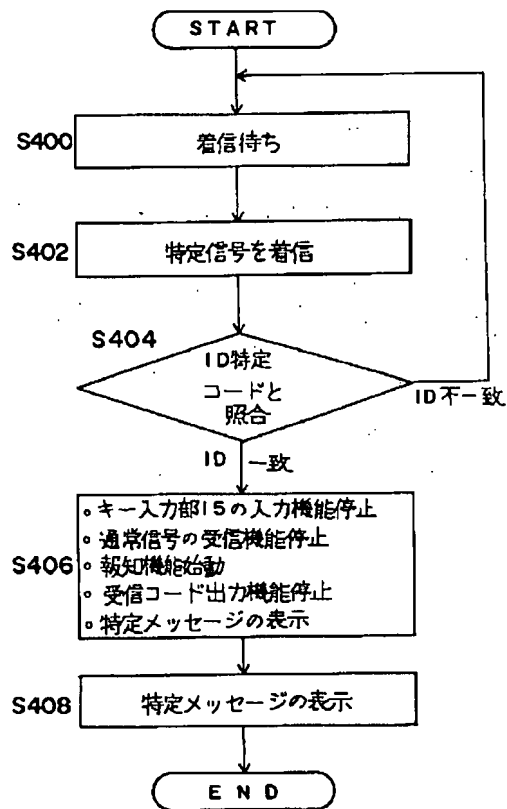 START
S400
着信待ち
S402
特定信号を着信
S404
ID特定
コードと
照合
ID不一致
ID 一致
S406
。キー入力部15の入力機能停止
。通常信号の受信機能停止
。報知機能始動
。受信コード出力機能停止
。特定メッセージの表示
S408
特定メッセージの表示
END